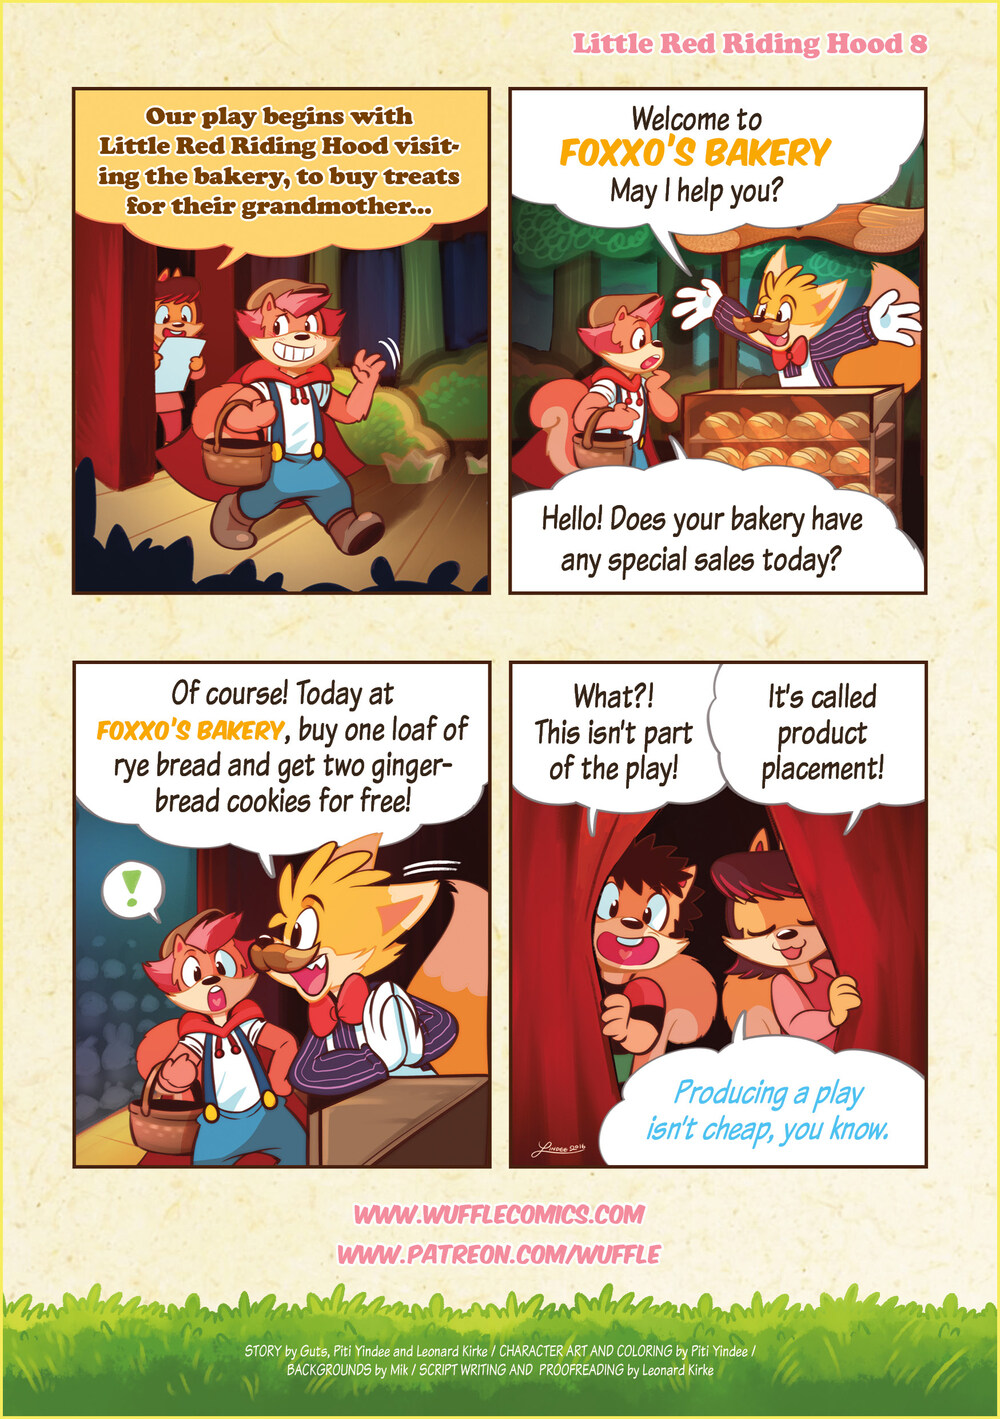 Little Red Riding Hood 8
Our play begins with
Little Red Riding Hood visit-
ing the bakery, to buy treats
for their grandmother...
Welcome to
FOXXO'S BAKERY
May I help you?
Hello! Does your bakery have
any special sales today?
Of course! Today at
FOXXO'S BAKERY, buy one loaf of
rye bread and get two ginger-
bread cookies for free!
!
What?!
This isn't part
of the play!
It's called
product
placement!
Producing a play
isn't cheap, you know.
Yindee 2016
WWW.WUFFLECOMICS.COM
WWW.PATREON.COM/WUFFLE
STORY by Guts, Piti Yindee and Leonard Kirke / CHARACTER ART AND COLORING by Piti Yindee /
BACKGROUNDS by Mik / SCRIPT WRITING AND PROOFREADING by Leonard Kirke